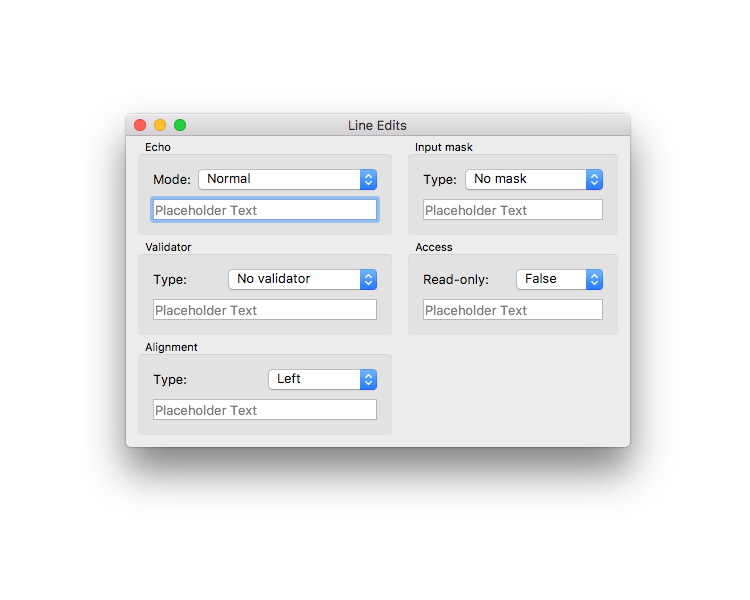 Line Edits
Echo
Mode: Normal
Placeholder Text
Input mask
Type: No mask
Placeholder Text
Validator
Type: No validator
Placeholder Text
Access
Read-only: False
Placeholder Text
Alignment
Type: Left
Placeholder Text